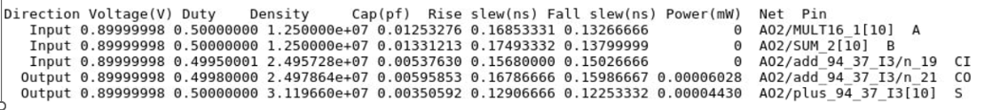 Direction Voltage(V) Duty Density Cap(pf) Rise slew(ns) Fall slew(ns) Power(mW) Net Pin
Input 0.89999998 0.50000000 1.250000e+07 0.01253276 0.16853331 0.13266666 0 AO2/MULT16_1[10] A
Input 0.89999998 0.50000000 1.250000e+07 0.01331213 0.17493332 0.13799999 0 AO2/SUM_2[10] B
Input 0.89999998 0.49950001 2.495728e+07 0.00537630 0.15680000 0.15026666 0 AO2/add_94_37_I3/n_19 CI
Output 0.89999998 0.49980000 2.497864e+07 0.00595853 0.16786666 0.15986667 0.00006028 AO2/add_94_37_I3/n_21 CO
Output 0.89999998 0.50000000 3.119660e+07 0.00350592 0.12906666 0.12253332 0.00004430 AO2/plus_94_37_I3[10] S